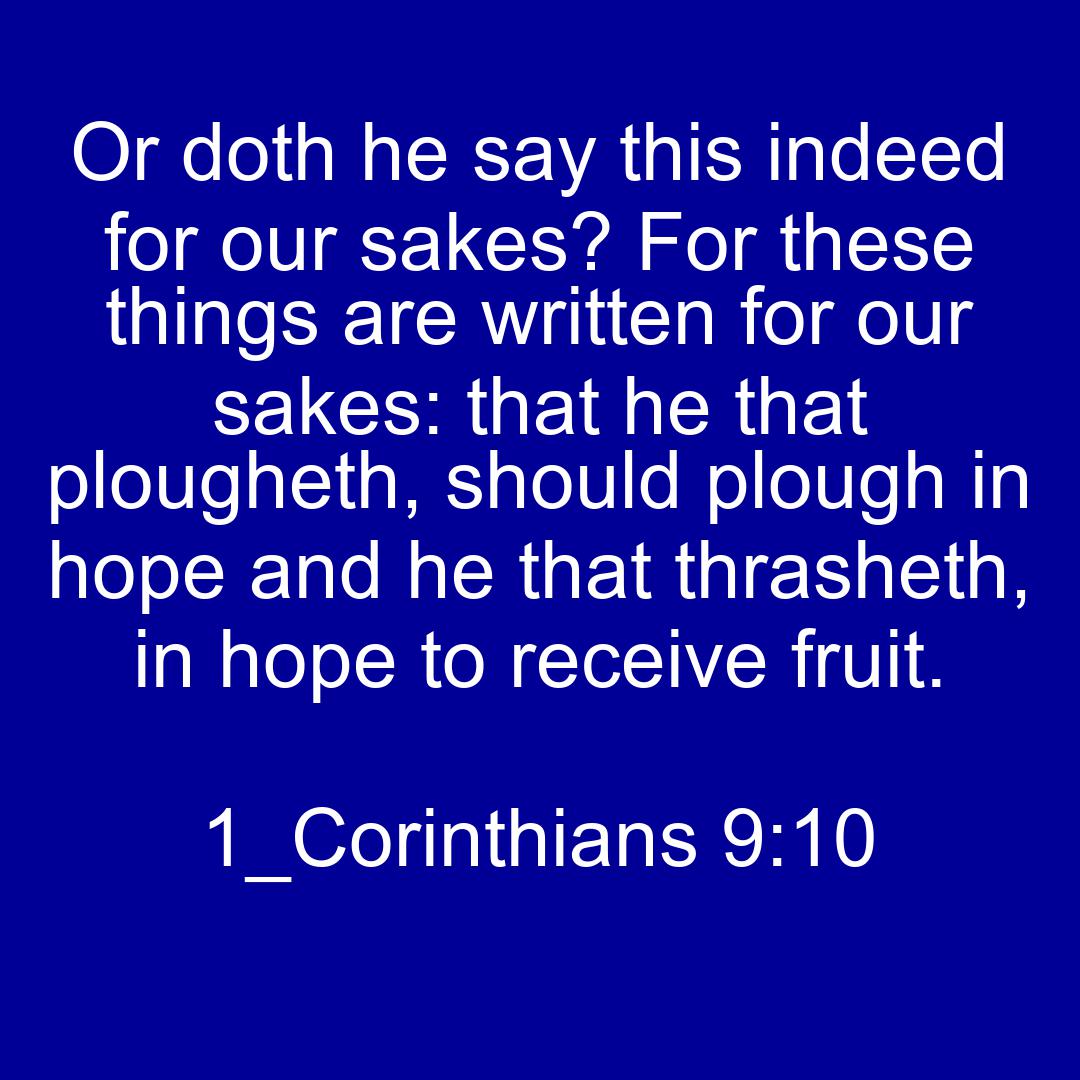 Or doth he say this indeed
for our sakes? For these
things are written for our
sakes: that he that
plougheth, should plough in
hope and he that thrasheth,
in hope to receive fruit.
1_Corinthians 9:10